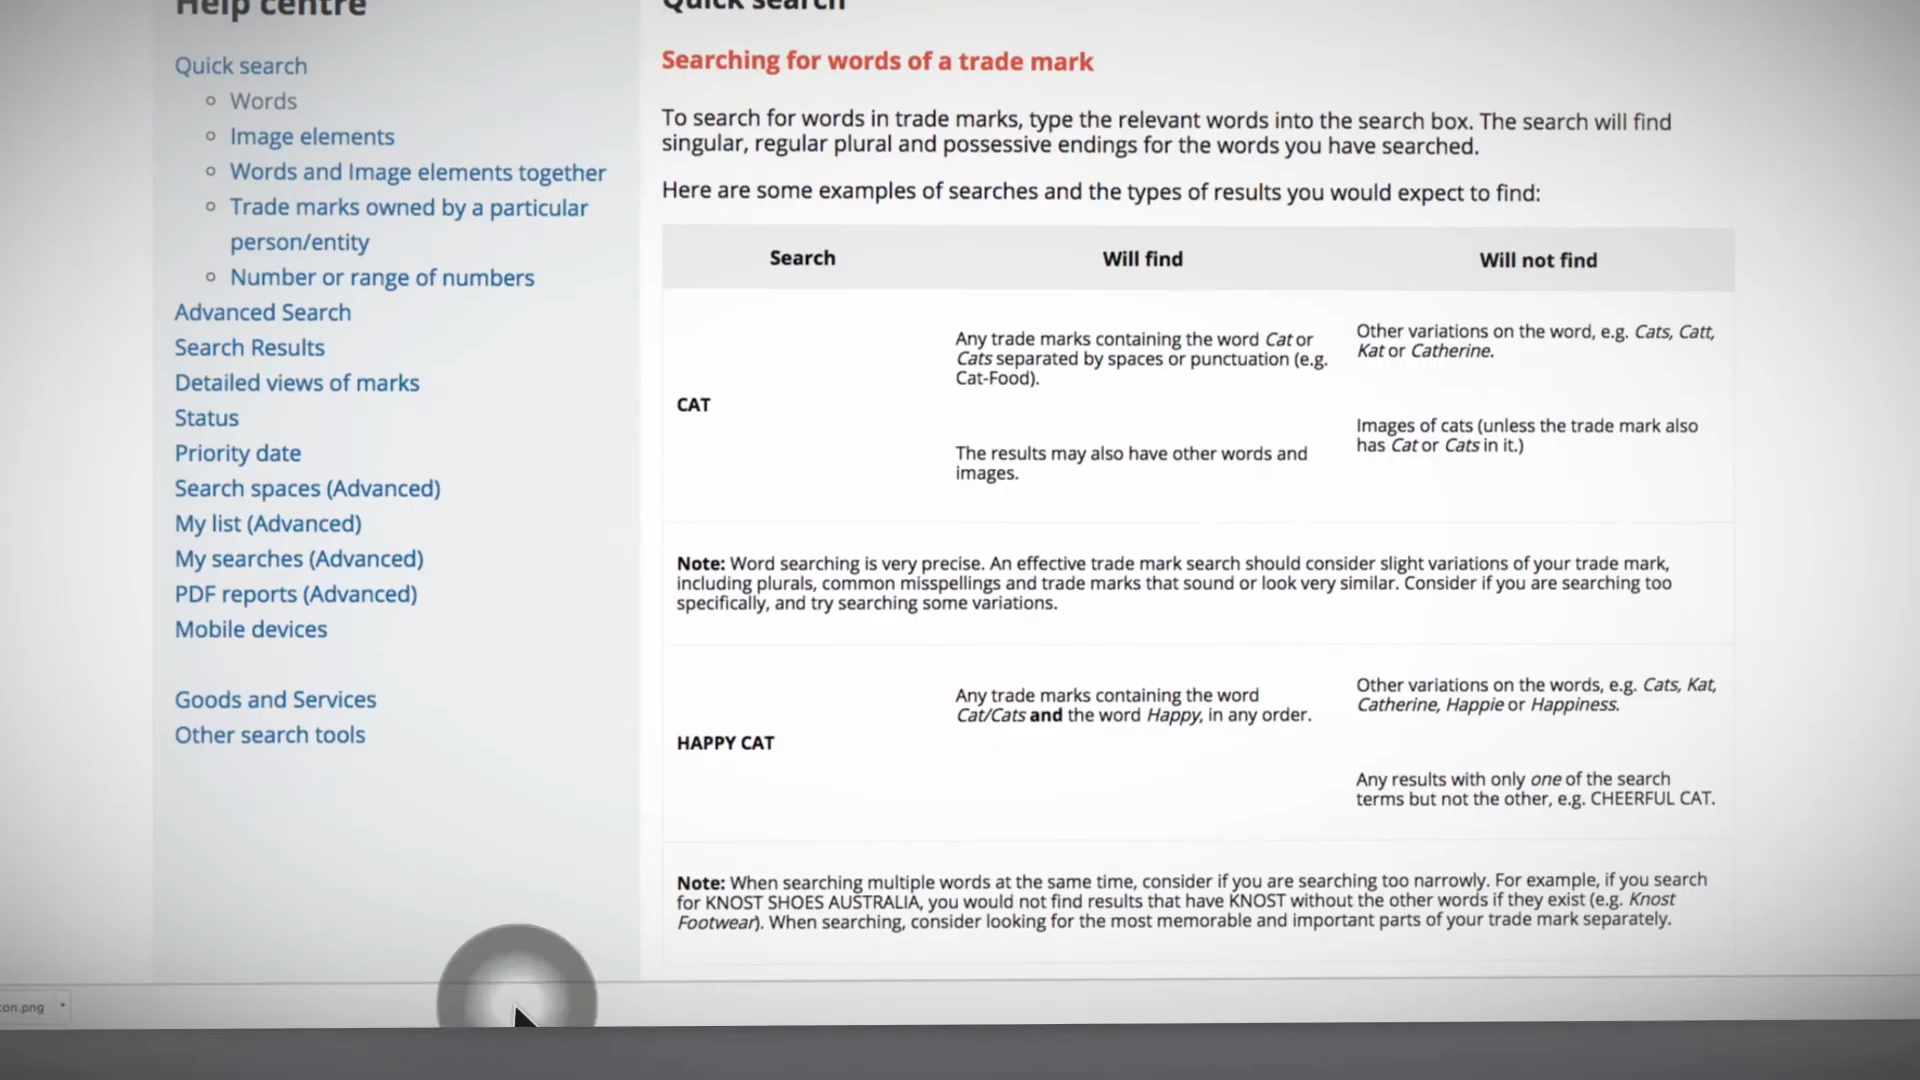 Help centre
Quick search
Words
Image elements
Words and Image elements together
Trade marks owned by a particular
person/entity
Number or range of numbers
Advanced Search
Search Results
Detailed views of marks
Status
Priority date
Search spaces (Advanced)
My list (Advanced)
My searches (Advanced)
PDF reports (Advanced)
Mobile devices
Goods and Services
Other search tools
Quick search
Searching for words of a trade mark
To search for words in trade marks, type the relevant words into the search box. The search will find
singular, regular plural and possessive endings for the words you have searched.
Here are some examples of searches and the types of results you would expect to find:
Search Will find Will not find
CAT
Any trade marks containing the word Cat or
Cats separated by spaces or punctuation (e.g.
Cat-Food).
The results may also have other words and
images.
Other variations on the word, e.g. Cats, Catt,
Kat or Catherine.
Images of cats (unless the trade mark also
has Cat or Cats in it.)
Note: Word searching is very precise. An effective trade mark search should consider slight variations of your trade mark,
including plurals, common misspellings and trade marks that sound or look very similar. Consider if you are searching too
specifically, and try searching some variations.
HAPPY CAT
Any trade marks containing the word
Cat/Cats and the word Happy, in any order.
Other variations on the words, e.g. Cats, Kat,
Catherine, Happie or Happiness.
Any results with only one of the search
terms but not the other, e.g. CHEERFUL CAT.
Note: When searching multiple words at the same time, consider if you are searching too narrowly. For example, if you search
for KNOST SHOES AUSTRALIA, you would not find results that have KNOST without the other words if they exist (e.g. Knost
Footwear). When searching, consider looking for the most memorable and important parts of your trade mark separately.
con.png